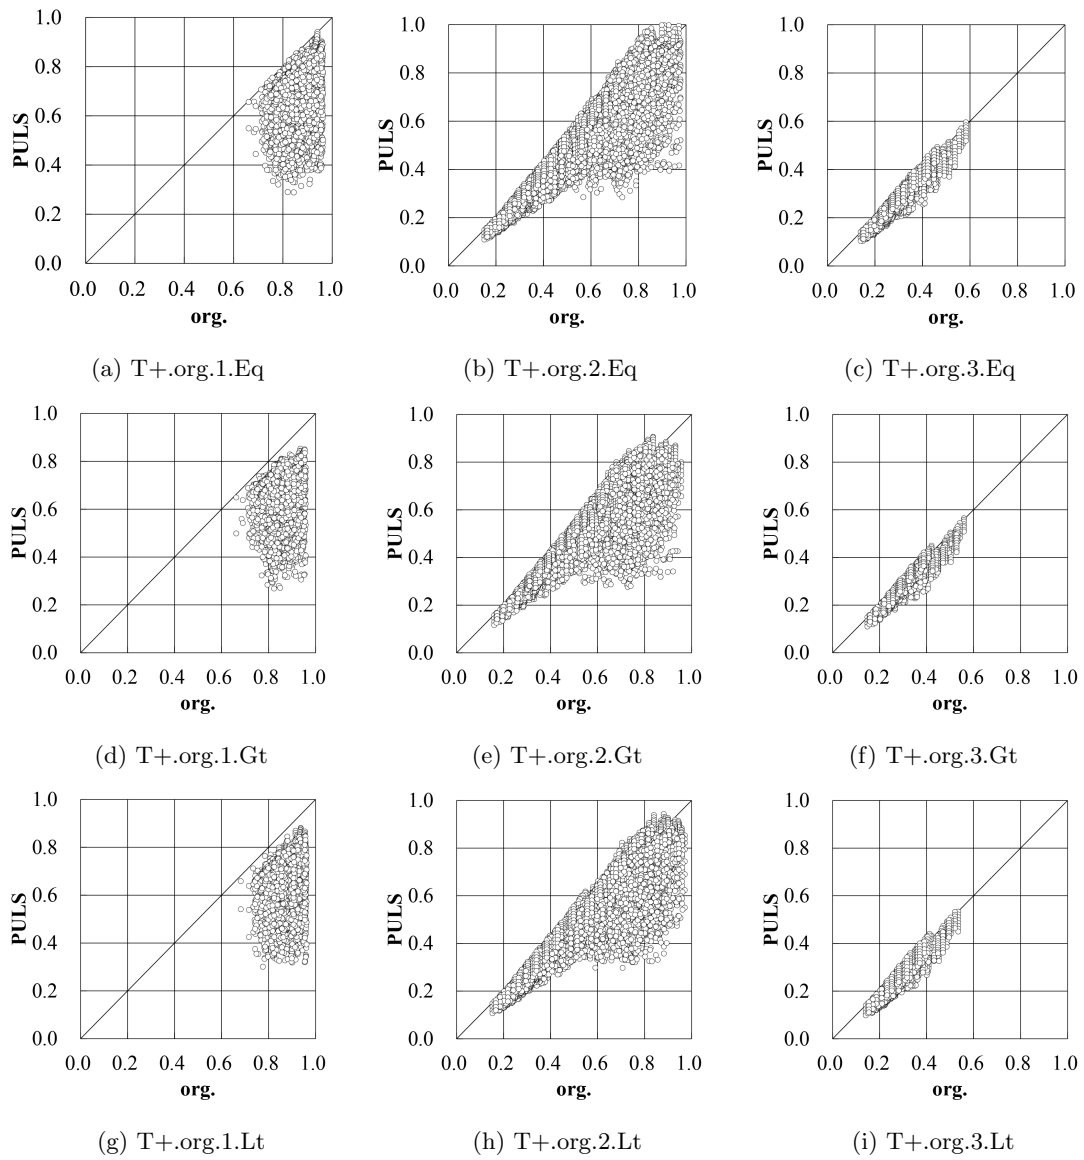 1.0 1.0 1.0
0.8 0.8 0.8
0.6 0.6 0.6
PULS PULS PULS
0.4 0.4 0.4
0.2 0.2 0.2
0.0 0.0 0.0
0.0 0.2 0.4 0.6 0.8 1.0 0.0 0.2 0.4 0.6 0.8 1.0 0.0 0.2 0.4 0.6 0.8 1.0
org. org. org.
(a) T+.org.1.Eq (b) T+.org.2.Eq (c) T+.org.3.Eq
1.0 1.0 1.0
0.8 0.8 0.8
0.6 0.6 0.6
PULS PULS PULS
0.4 0.4 0.4
0.2 0.2 0.2
0.0 0.0 0.0
0.0 0.2 0.4 0.6 0.8 1.0 0.0 0.2 0.4 0.6 0.8 1.0 0.0 0.2 0.4 0.6 0.8 1.0
org. org. org.
(d) T+.org.1.Gt (e) T+.org.2.Gt (f) T+.org.3.Gt
1.0 1.0 1.0
0.8 0.8 0.8
0.6 0.6 0.6
PULS PULS PULS
0.4 0.4 0.4
0.2 0.2 0.2
0.0 0.0 0.0
0.0 0.2 0.4 0.6 0.8 1.0 0.0 0.2 0.4 0.6 0.8 1.0 0.0 0.2 0.4 0.6 0.8 1.0
org. org. org.
(g) T+.org.1.Lt (h) T+.org.2.Lt (i) T+.org.3.Lt